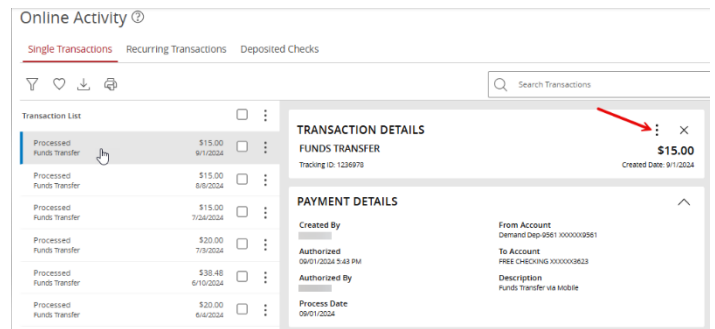 Online Activity
Single Transactions Recurring Transactions Deposited Checks
Search Transactions
Transaction List
Processed $15.00
Funds Transfer 9/1/2024
Processed $15.00
Funds Transfer 8/8/2024
Processed $15.00
Funds Transfer 7/24/2024
Processed $20.00
Funds Transfer 7/3/2024
Processed $38.48
Funds Transfer 6/10/2024
Processed $20.00
Funds Transfer 6/4/2024
TRANSACTION DETAILS
FUNDS TRANSFER $15.00
Tracking ID: 1236978 Created Date: 9/1/2024
PAYMENT DETAILS
Created By
Authorized
09/01/2024 5:43 PM
Authorized By
Process Date
09/01/2024
From Account
Demand Dep-9561 XXXXXX9561
To Account
FREE CHECKING XXXXXX3623
Description
Funds Transfer via Mobile